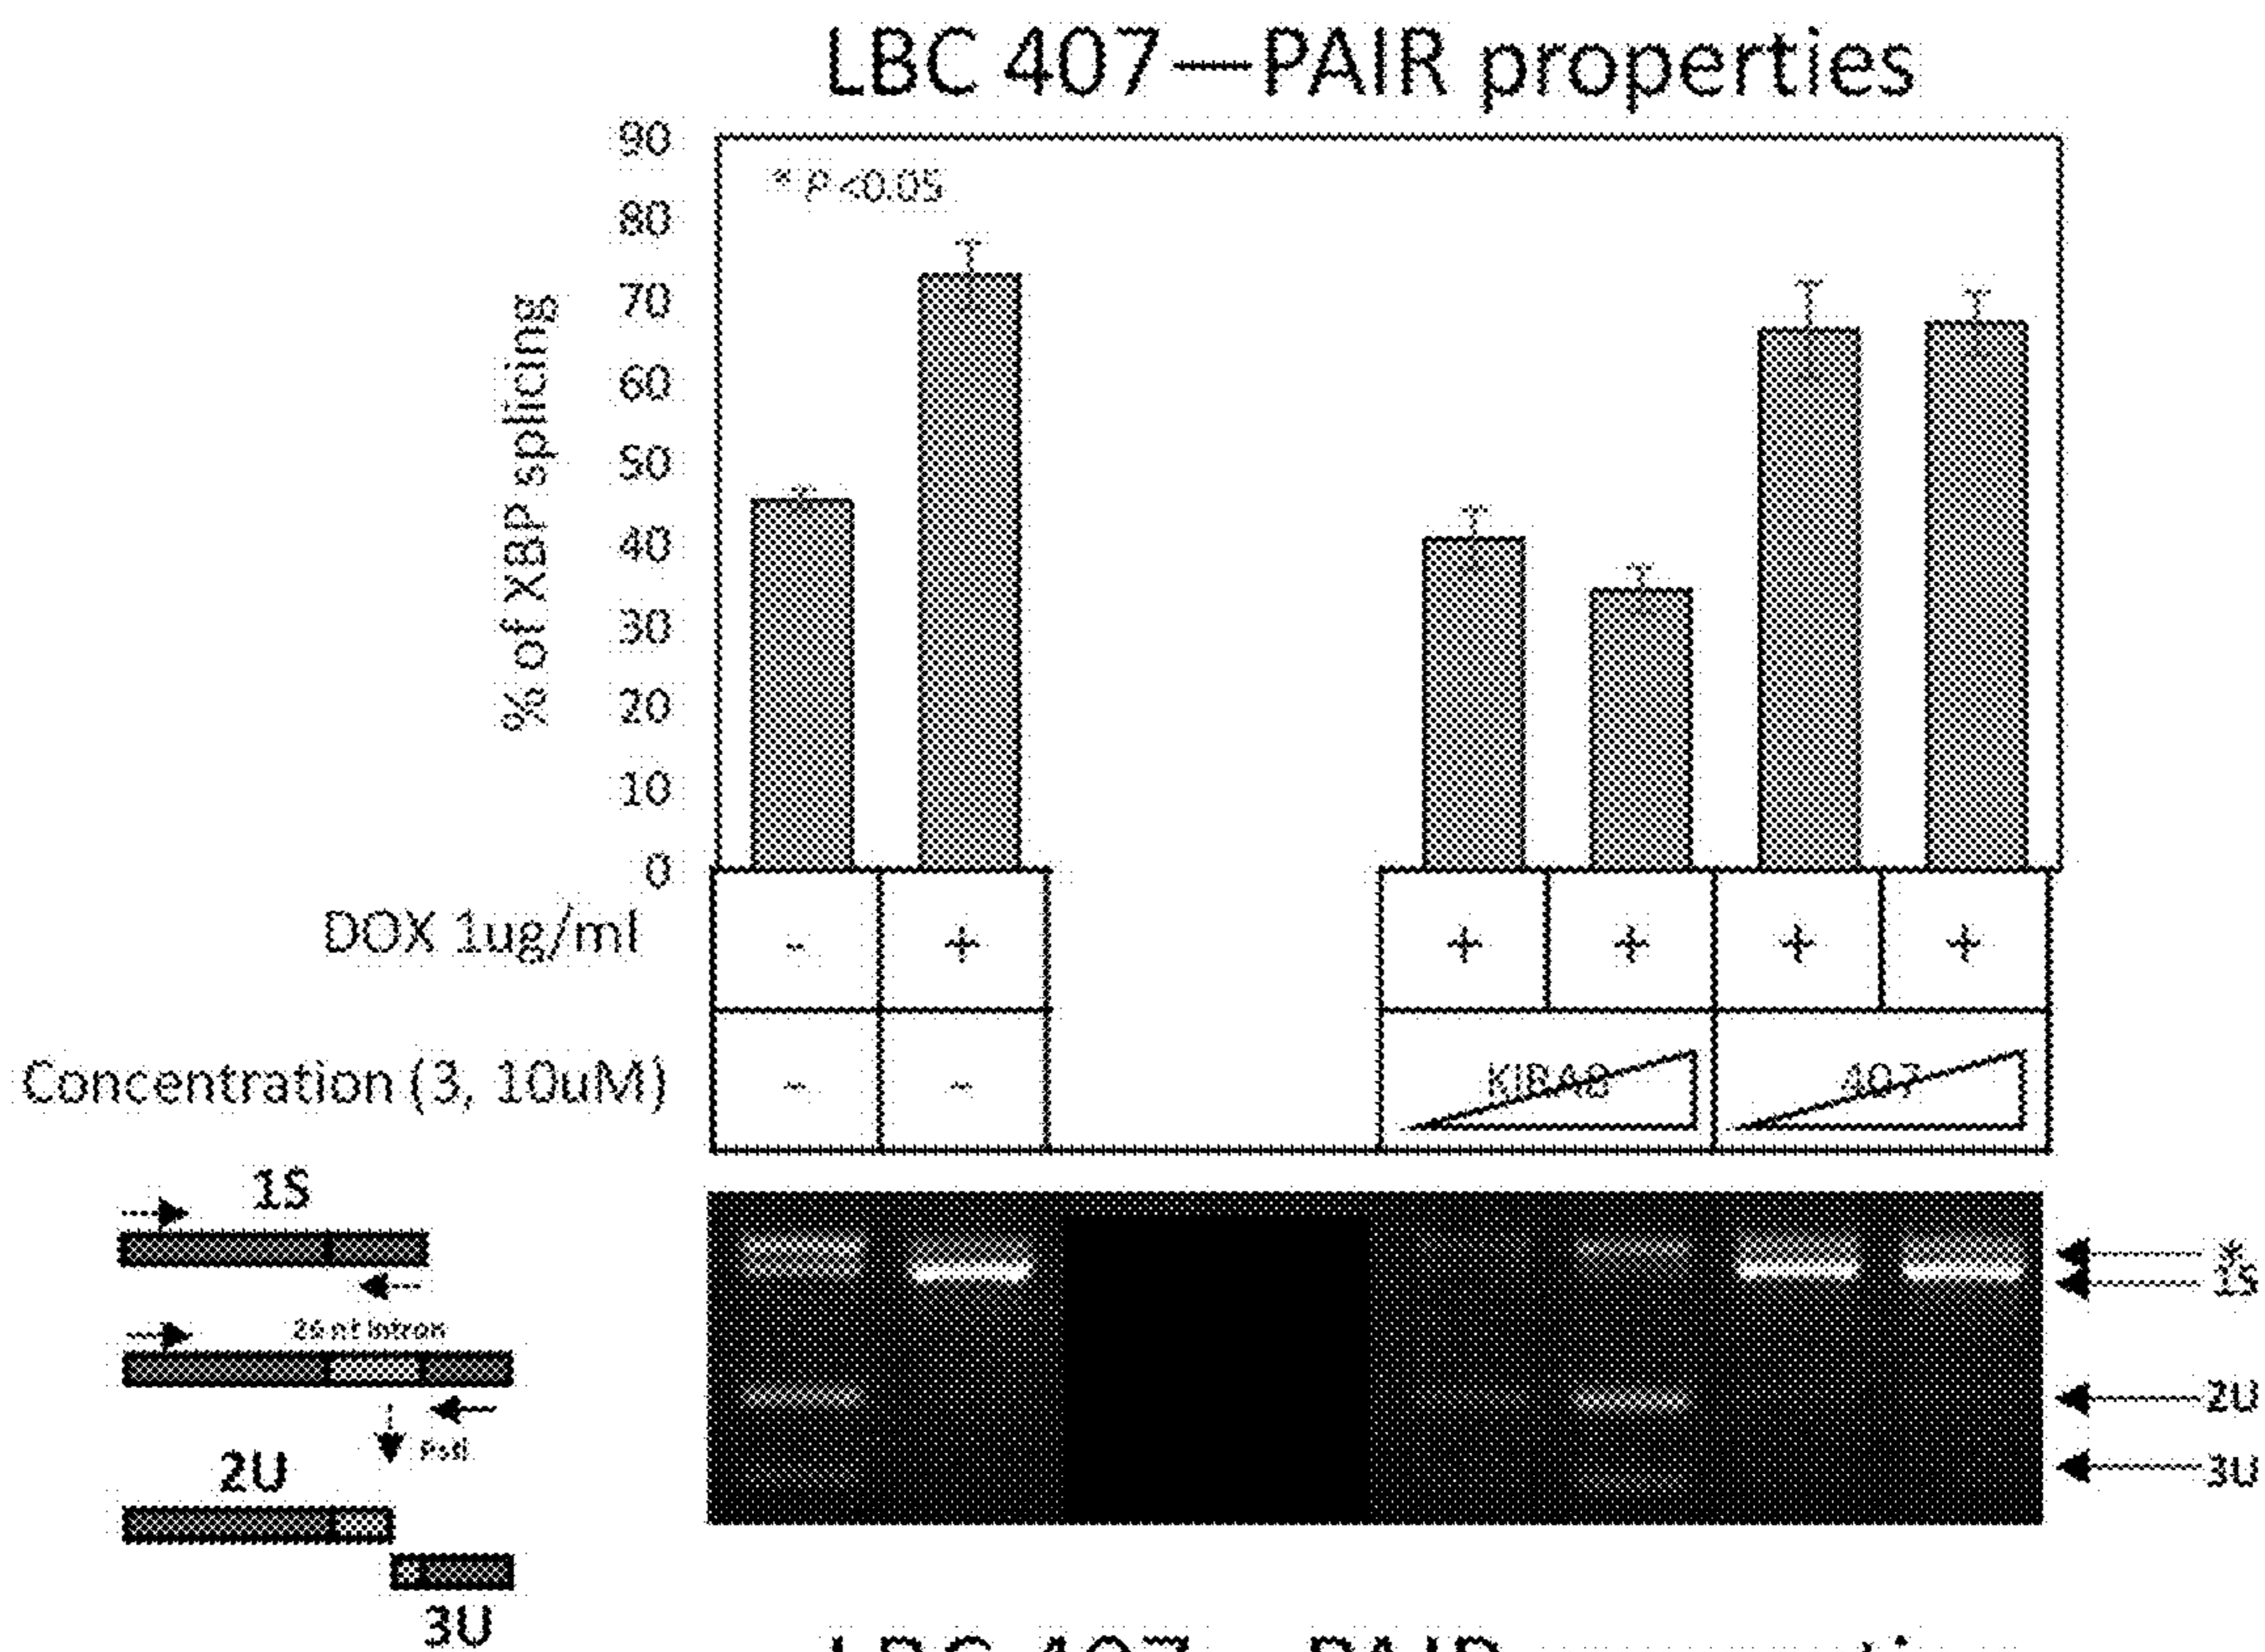 LBC 407—PAIR properties
90
* P <0.05
80
70
60
50
40
30
20
10
0
% of XBP splicing
DOX 1ug/ml - + + + + +
Concentration (3, 10uM) - - KIRA8 407
1S
26 nt intron
PstI
2U
3U
*
1S
2U
3U